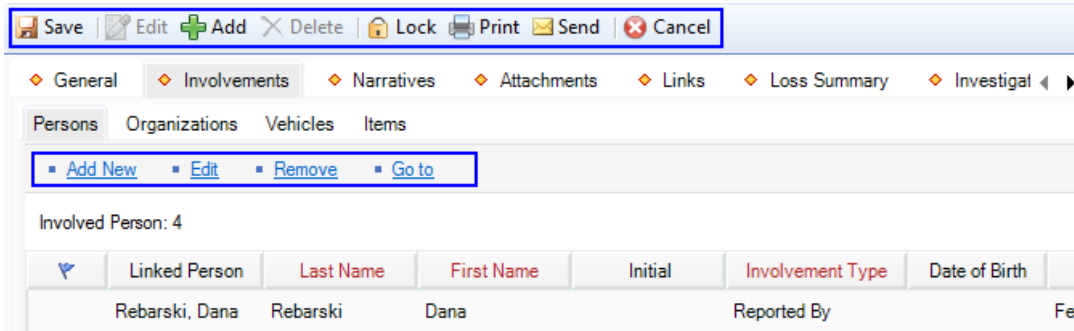 Save Edit Add Delete Lock Print Send Cancel
General Involvements Narratives Attachments Links Loss Summary Investigat
Persons Organizations Vehicles Items
Add New Edit Remove Go to
Involved Person: 4
Linked Person Last Name First Name Initial Involvement Type Date of Birth
Rebarski, Dana Rebarski Dana Reported By Fe